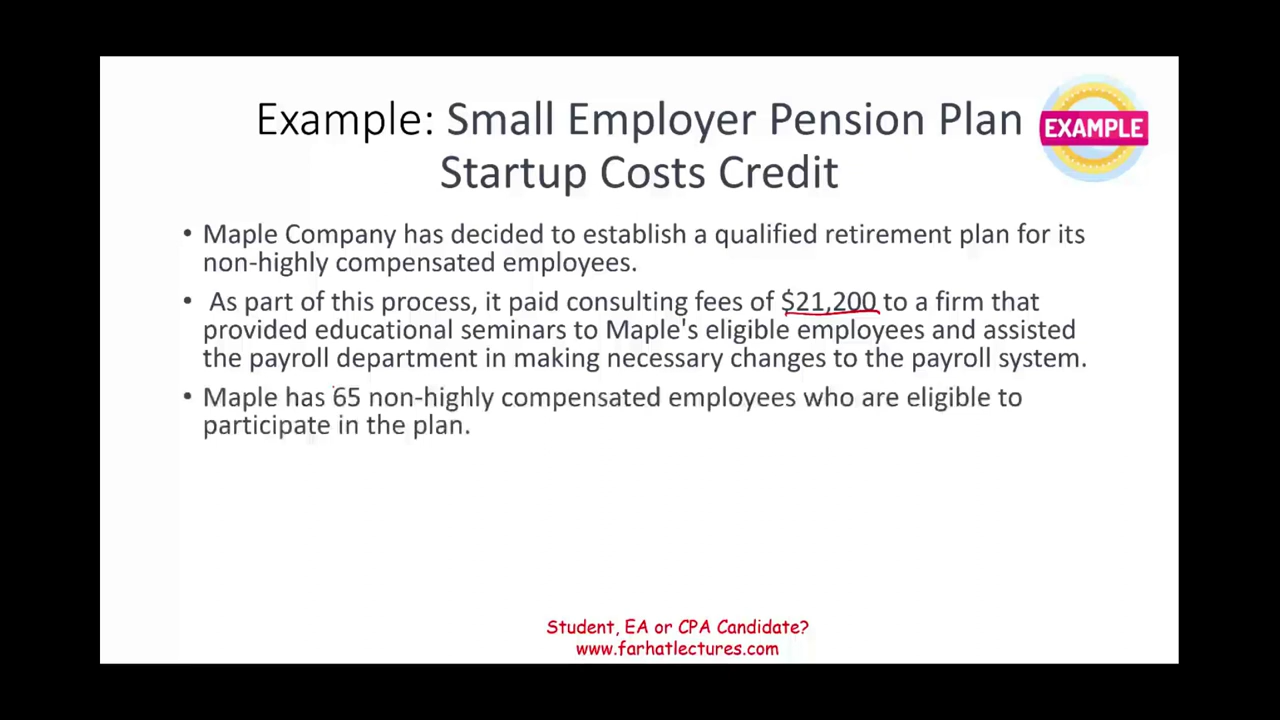 Example: Small Employer Pension Plan
Startup Costs Credit
EXAMPLE
• Maple Company has decided to establish a qualified retirement plan for its
non-highly compensated employees.
• As part of this process, it paid consulting fees of $21,200 to a firm that
provided educational seminars to Maple's eligible employees and assisted
the payroll department in making necessary changes to the payroll system.
• Maple has 65 non-highly compensated employees who are eligible to
participate in the plan.
Student, EA or CPA Candidate?
www.farhatlectures.com